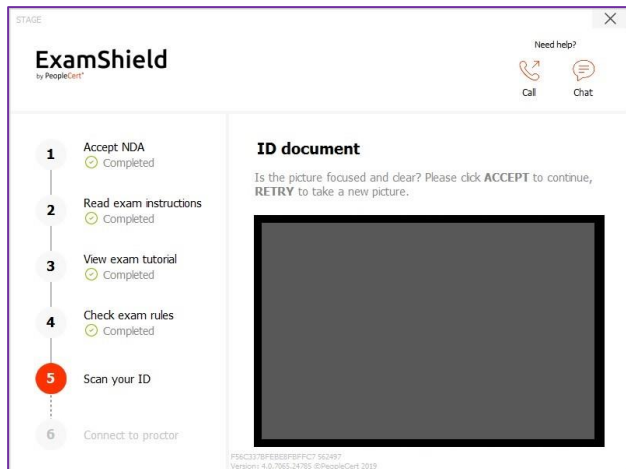 STAGE
ExamShield
by PeopleCert
Need help?
Call
Chat
1
Accept NDA
Completed
2
Read exam instructions
Completed
3
View exam tutorial
Completed
4
Check exam rules
Completed
5
Scan your ID
6
Connect to proctor
ID document
Is the picture focused and clear? Please click ACCEPT to continue,
RETRY to take a new picture.
Version: 4.0.7065.24785 ©PeopleCert 2019